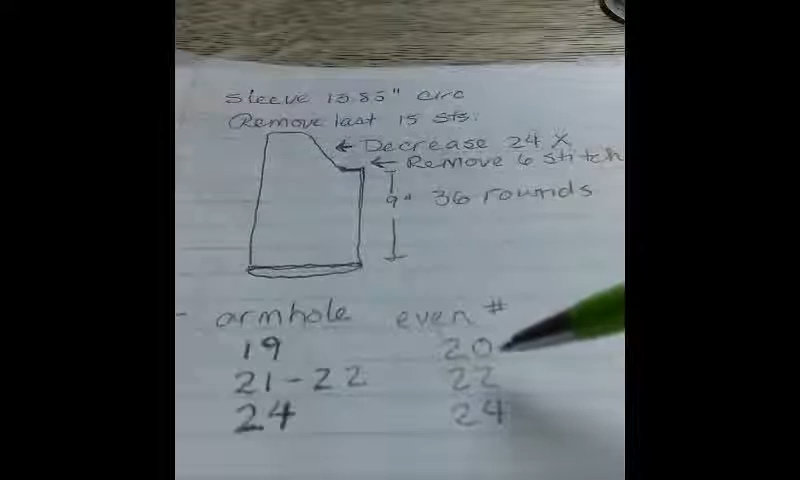 Sleeve 15.85" circ
Remove last 15 sts.
← Decrease 24 X
← Remove 6 stitch
9" 36 rounds
- armhole even #
19 20
21-22 22
24 24